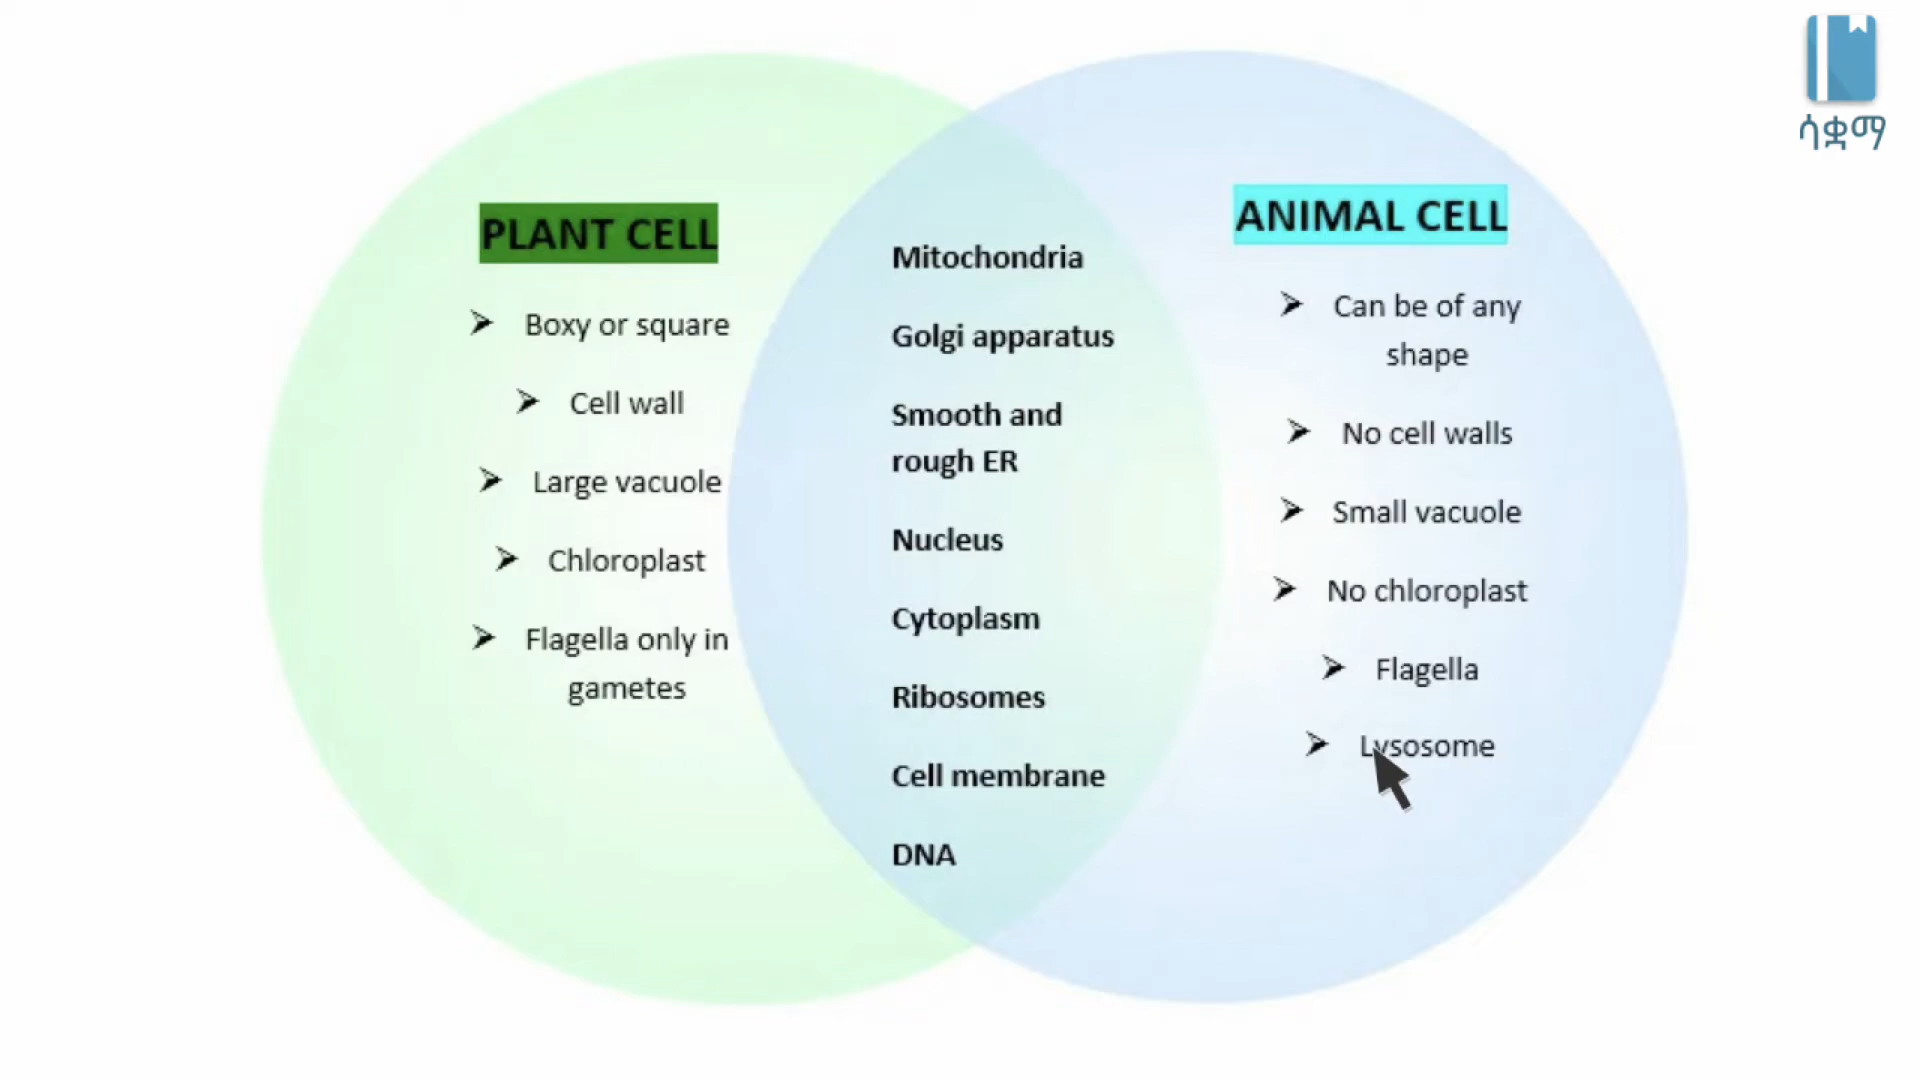 ሳቋማ
PLANT CELL
➢ Boxy or square
➢ Cell wall
➢ Large vacuole
➢ Chloroplast
➢ Flagella only in
gametes
Mitochondria
Golgi apparatus
Smooth and
rough ER
Nucleus
Cytoplasm
Ribosomes
Cell membrane
DNA
ANIMAL CELL
➢ Can be of any
shape
➢ No cell walls
➢ Small vacuole
➢ No chloroplast
➢ Flagella
➢ Lysosome